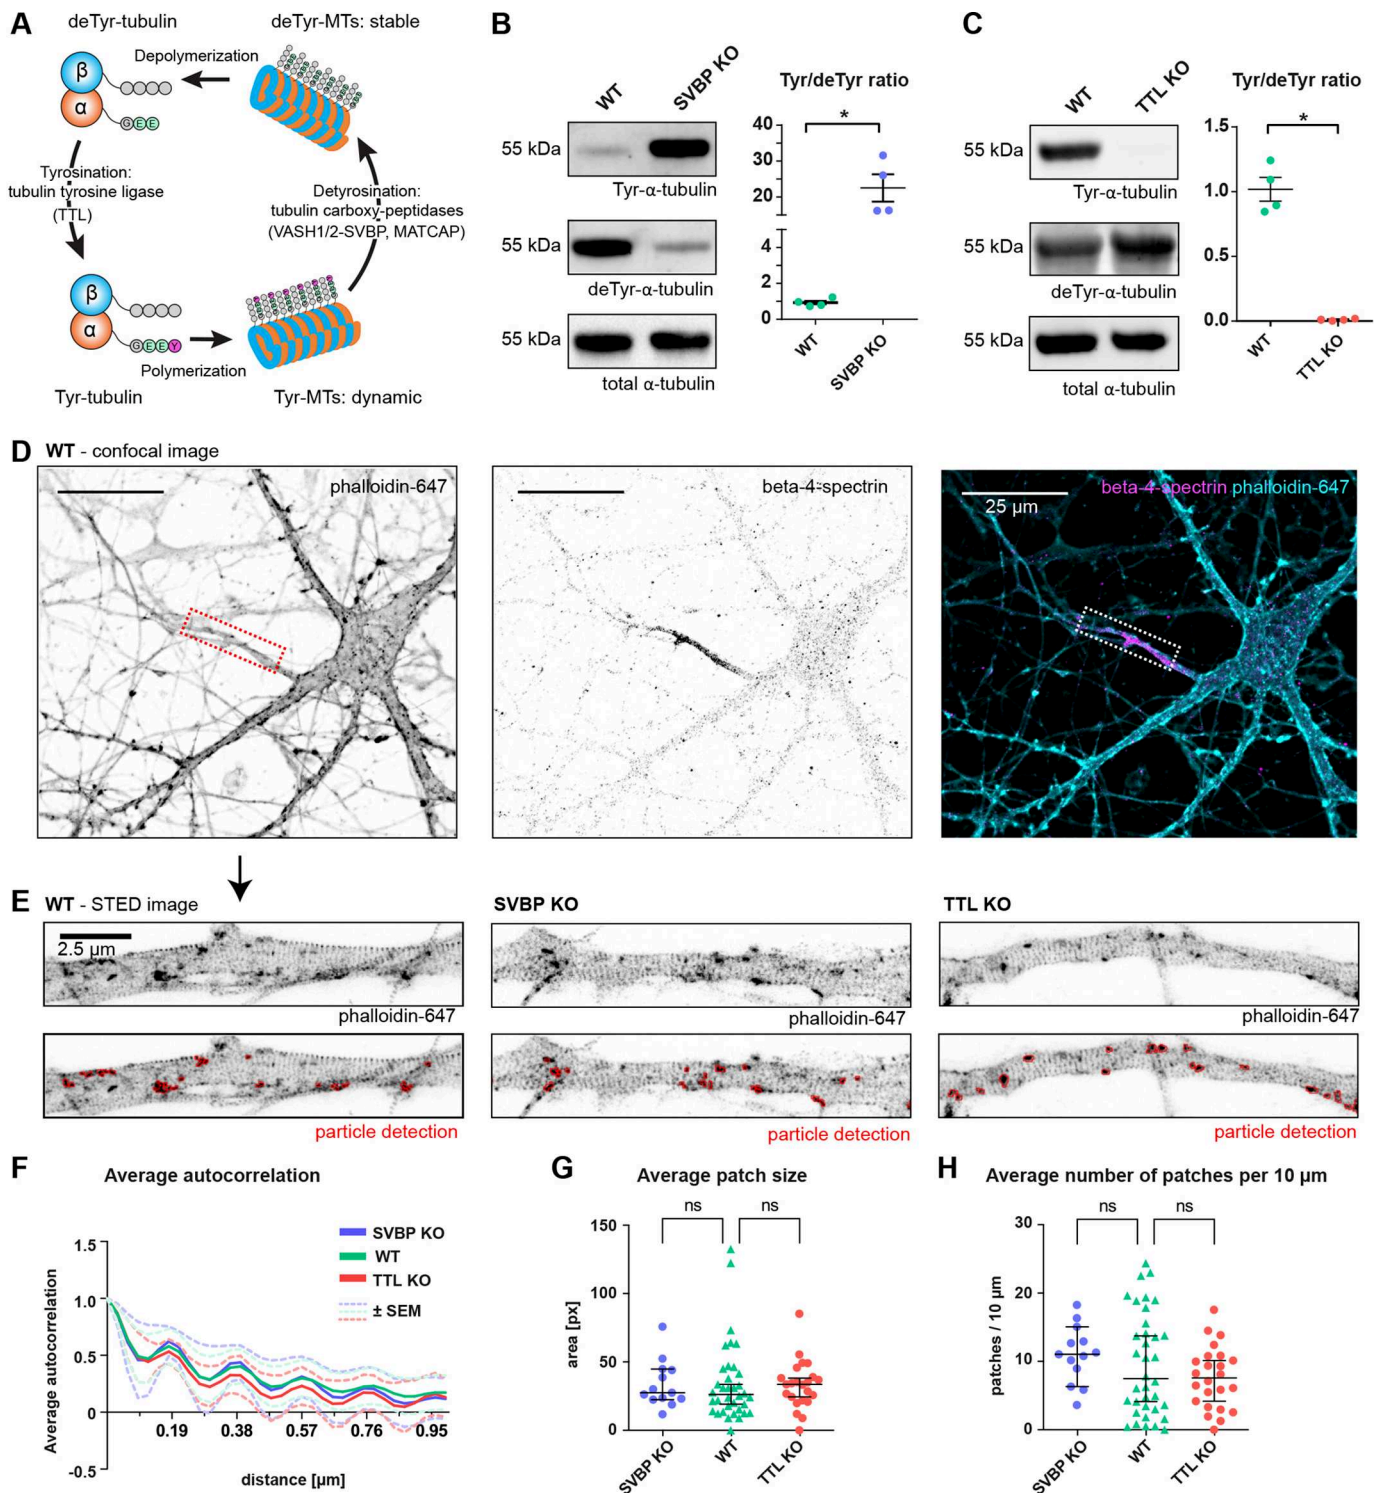 A
deTyr-tubulin
deTyr-MTs: stable
Depolymerization
β
α
G E E
Tyrosination:
tubulin tyrosine ligase
(TTL)
Detyrosination:
tubulin carboxy-peptidases
(VASH1/2-SVBP, MATCAP)
β
α
G E E Y
Polymerization
Tyr-tubulin
Tyr-MTs: dynamic
B
WT
SVBP KO
55 kDa
Tyr-α-tubulin
55 kDa
deTyr-α-tubulin
55 kDa
total α-tubulin
Tyr/deTyr ratio
*
40
30
20
4
2
1
0
WT
SVBP KO
C
WT
TTL KO
55 kDa
Tyr-α-tubulin
55 kDa
deTyr-α-tubulin
55 kDa
total α-tubulin
Tyr/deTyr ratio
*
1.5
1.0
0.5
0.0
WT
TTL KO
D WT - confocal image
phalloidin-647
beta-4-spectrin
beta-4-spectrin phalloidin-647
25 µm
E WT - STED image
2.5 µm
phalloidin-647
particle detection
SVBP KO
phalloidin-647
particle detection
TTL KO
phalloidin-647
particle detection
F Average autocorrelation
SVBP KO
WT
TTL KO
± SEM
Average autocorrelation
1.5
1.0
0.5
0
-0.5
0.19 0.38 0.57 0.76 0.95
distance [µm]
G Average patch size
ns
ns
area [px]
150
100
50
0
SVBP KO
WT
TTL KO
H Average number of patches per 10 µm
ns
ns
patches / 10 µm
30
20
10
0
SVBP KO
WT
TTL KO